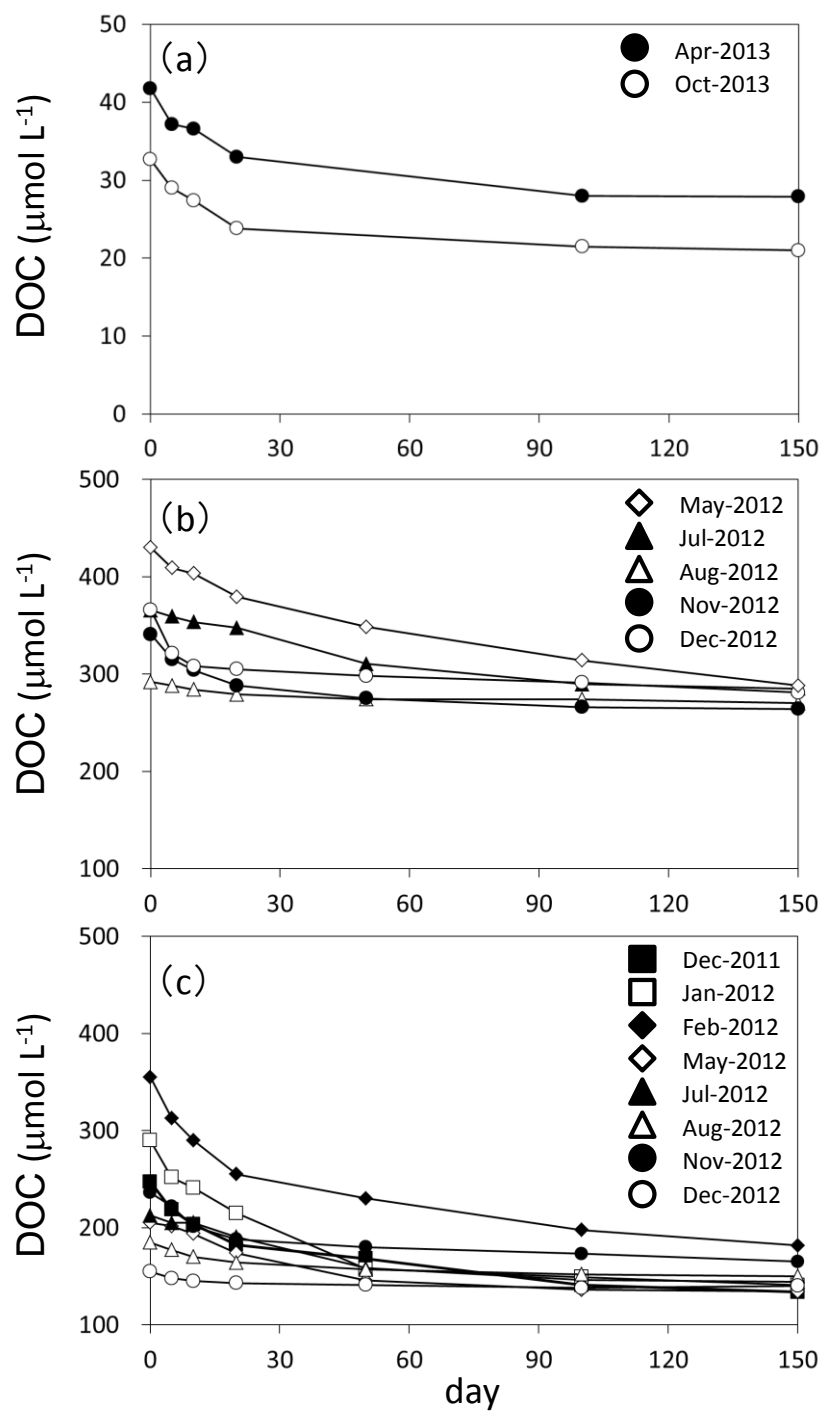 (a)
50
40
30
20
10
0
DOC (μmol L-1)
Apr-2013
Oct-2013
0 30 60 90 120 150
(b)
500
400
300
200
100
DOC (μmol L-1)
May-2012
Jul-2012
Aug-2012
Nov-2012
Dec-2012
0 30 60 90 120 150
(c)
500
400
300
200
100
DOC (μmol L-1)
Dec-2011
Jan-2012
Feb-2012
May-2012
Jul-2012
Aug-2012
Nov-2012
Dec-2012
0 30 60 90 120 150
day